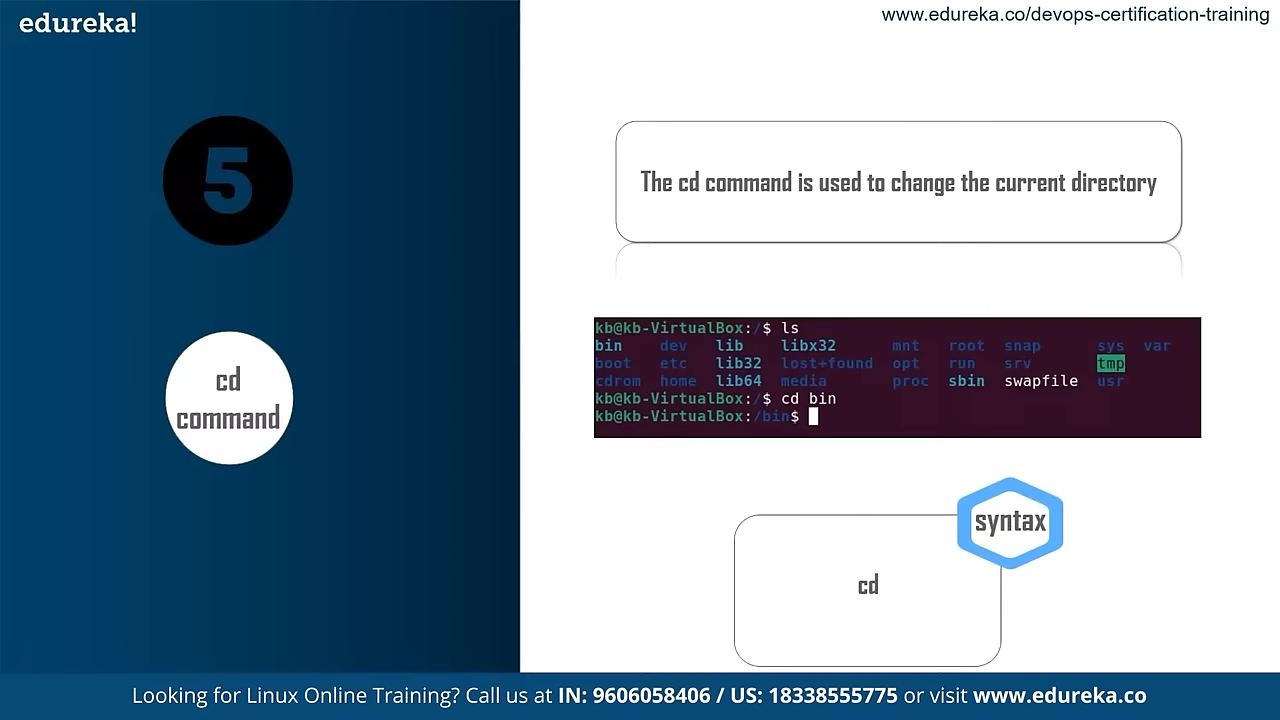 edureka!
www.edureka.co/devops-certification-training
5
cd
command
The cd command is used to change the current directory
kb@kb-VirtualBox:/$ ls
bin dev lib libx32 mnt root snap sys var
boot etc lib32 lost+found opt run srv tmp
cdrom home lib64 media proc sbin swapfile usr
kb@kb-VirtualBox:/$ cd bin
kb@kb-VirtualBox:/bin$
syntax
cd
Looking for Linux Online Training? Call us at IN: 9606058406 / US: 18338555775 or visit www.edureka.co